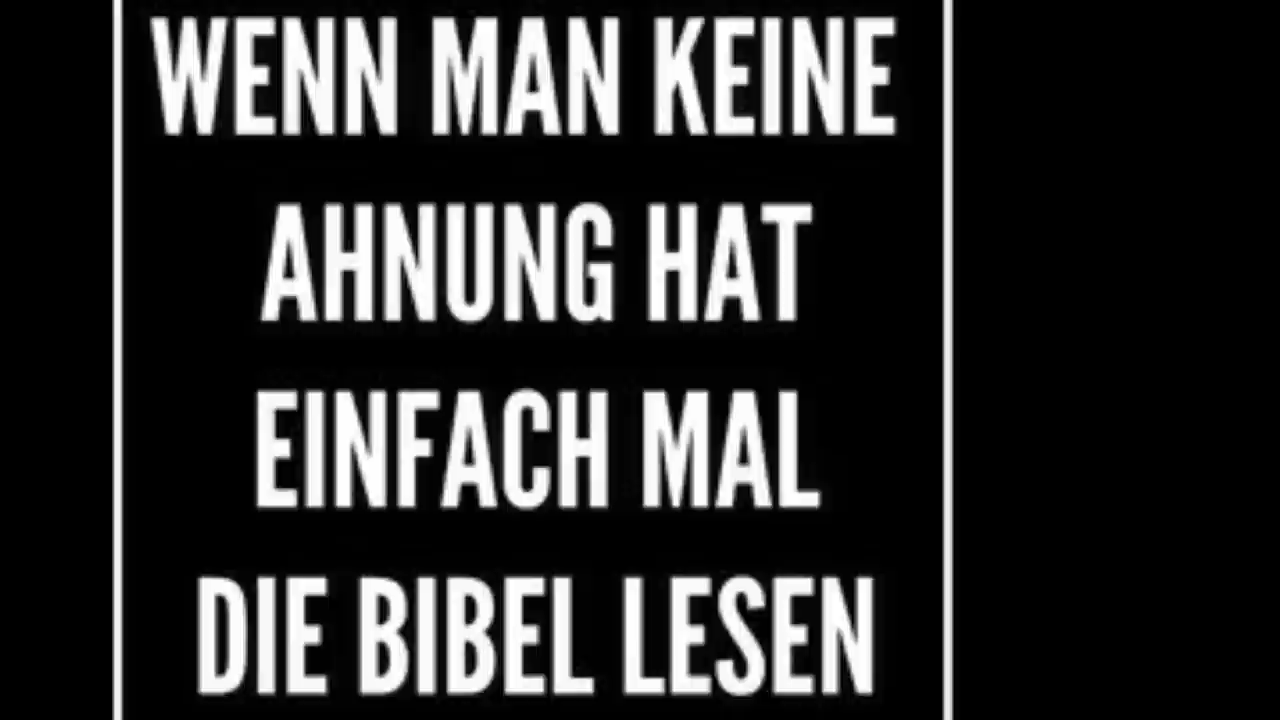 WENN MAN KEINE
AHNUNG HAT
EINFACH MAL
DIE BIBEL LESEN